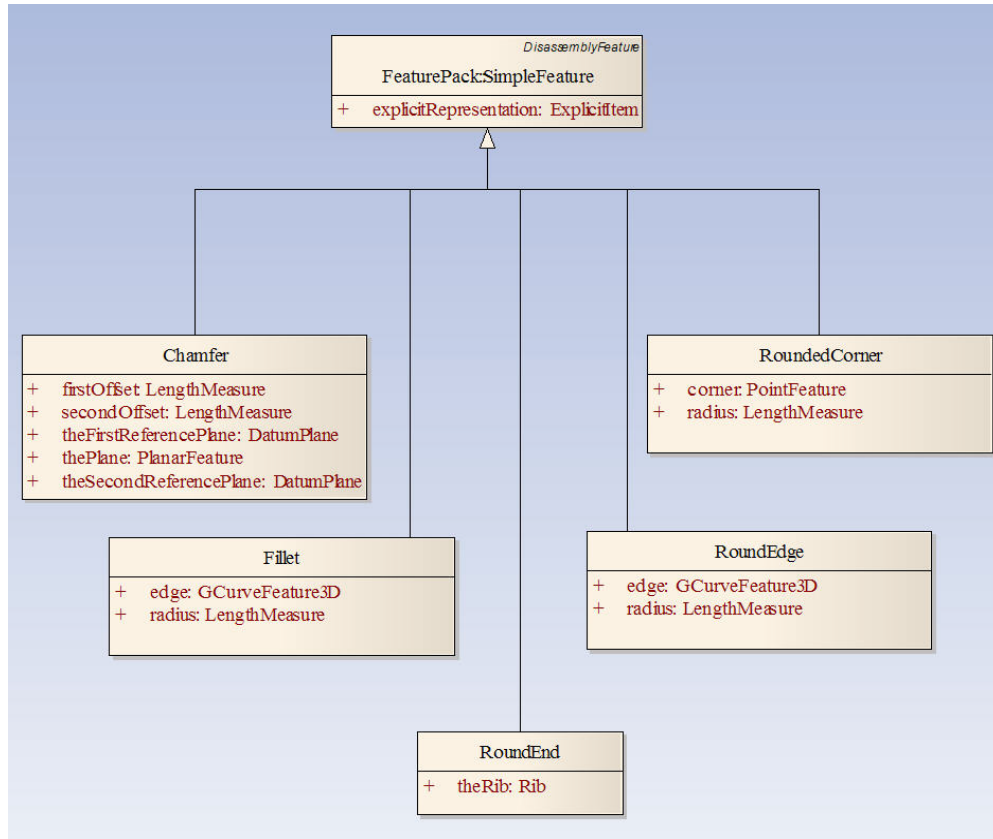 DisassemblyFeature
FeaturePack:SimpleFeature
+ explicitRepresentation: ExplicitItem
Chamfer
+ firstOffset: LengthMeasure
+ secondOffset: LengthMeasure
+ theFirstReferencePlane: DatumPlane
+ thePlane: PlanarFeature
+ theSecondReferencePlane: DatumPlane
RoundedCorner
+ corner: PointFeature
+ radius: LengthMeasure
Fillet
+ edge: GCurveFeature3D
+ radius: LengthMeasure
RoundEdge
+ edge: GCurveFeature3D
+ radius: LengthMeasure
RoundEnd
+ theRib: Rib